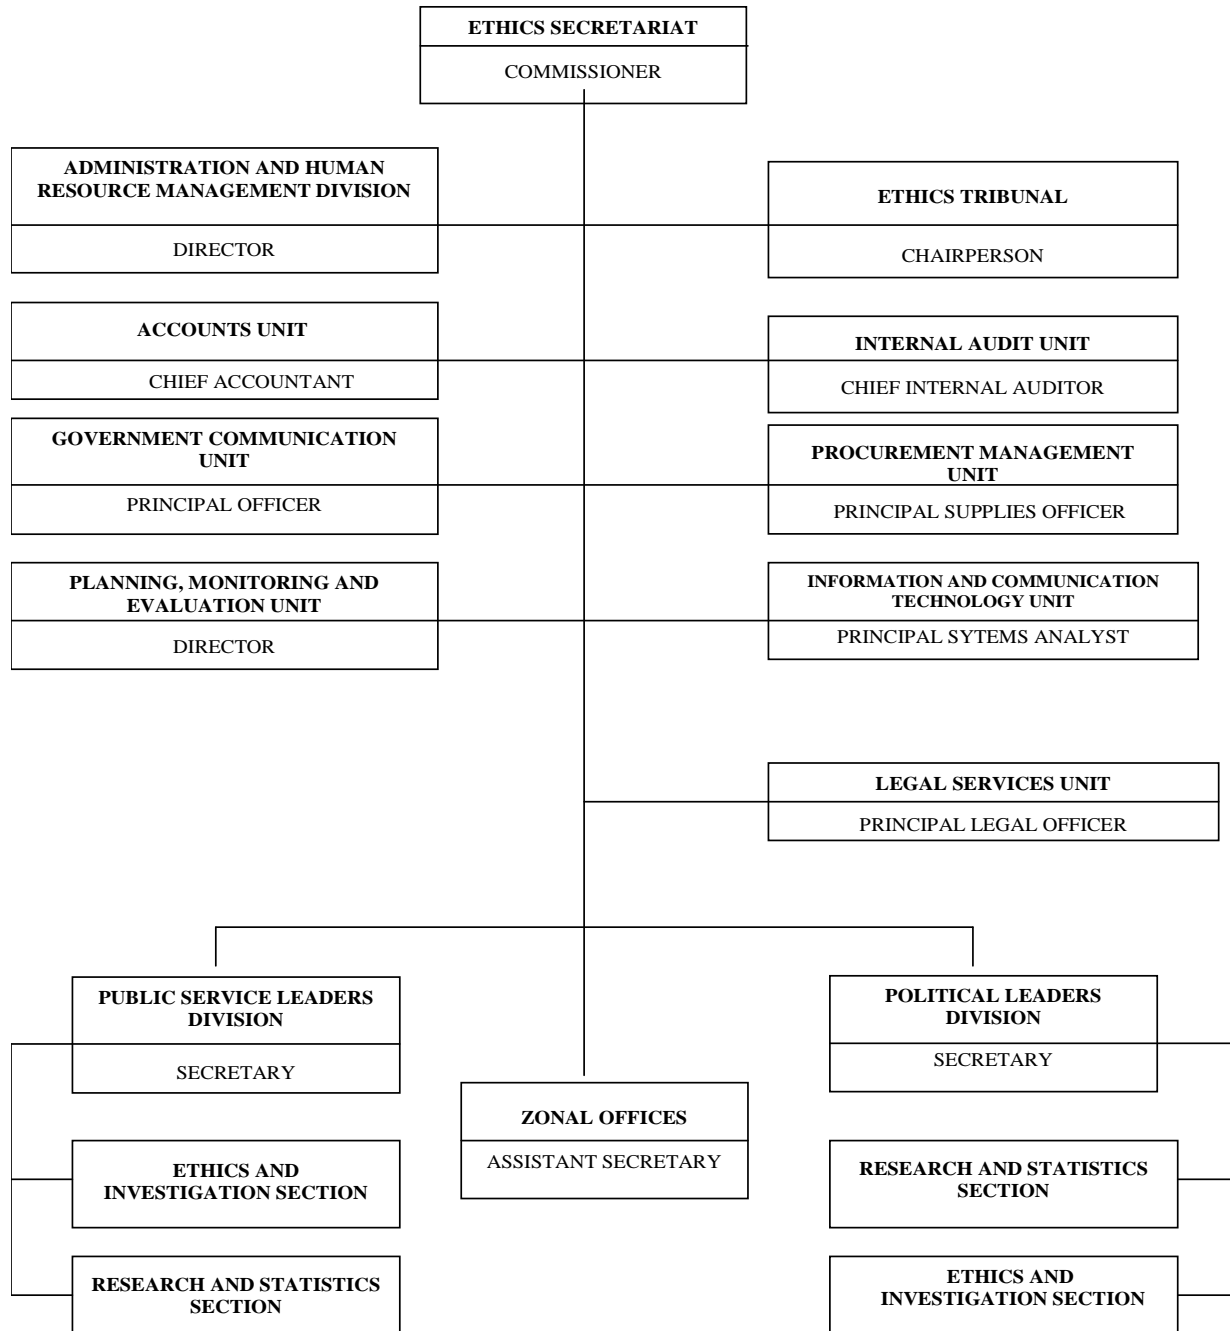 ETHICS SECRETARIAT
COMMISSIONER
ADMINISTRATION AND HUMAN
RESOURCE MANAGEMENT DIVISION
DIRECTOR
ETHICS TRIBUNAL
CHAIRPERSON
ACCOUNTS UNIT
CHIEF ACCOUNTANT
INTERNAL AUDIT UNIT
CHIEF INTERNAL AUDITOR
GOVERNMENT COMMUNICATION
UNIT
PRINCIPAL OFFICER
PROCUREMENT MANAGEMENT
UNIT
PRINCIPAL SUPPLIES OFFICER
PLANNING, MONITORING AND
EVALUATION UNIT
DIRECTOR
INFORMATION AND COMMUNICATION
TECHNOLOGY UNIT
PRINCIPAL SYTEMS ANALYST
LEGAL SERVICES UNIT
PRINCIPAL LEGAL OFFICER
PUBLIC SERVICE LEADERS
DIVISION
SECRETARY
POLITICAL LEADERS
DIVISION
SECRETARY
ZONAL OFFICES
ASSISTANT SECRETARY
ETHICS AND
INVESTIGATION SECTION
RESEARCH AND STATISTICS
SECTION
RESEARCH AND STATISTICS
SECTION
ETHICS AND
INVESTIGATION SECTION